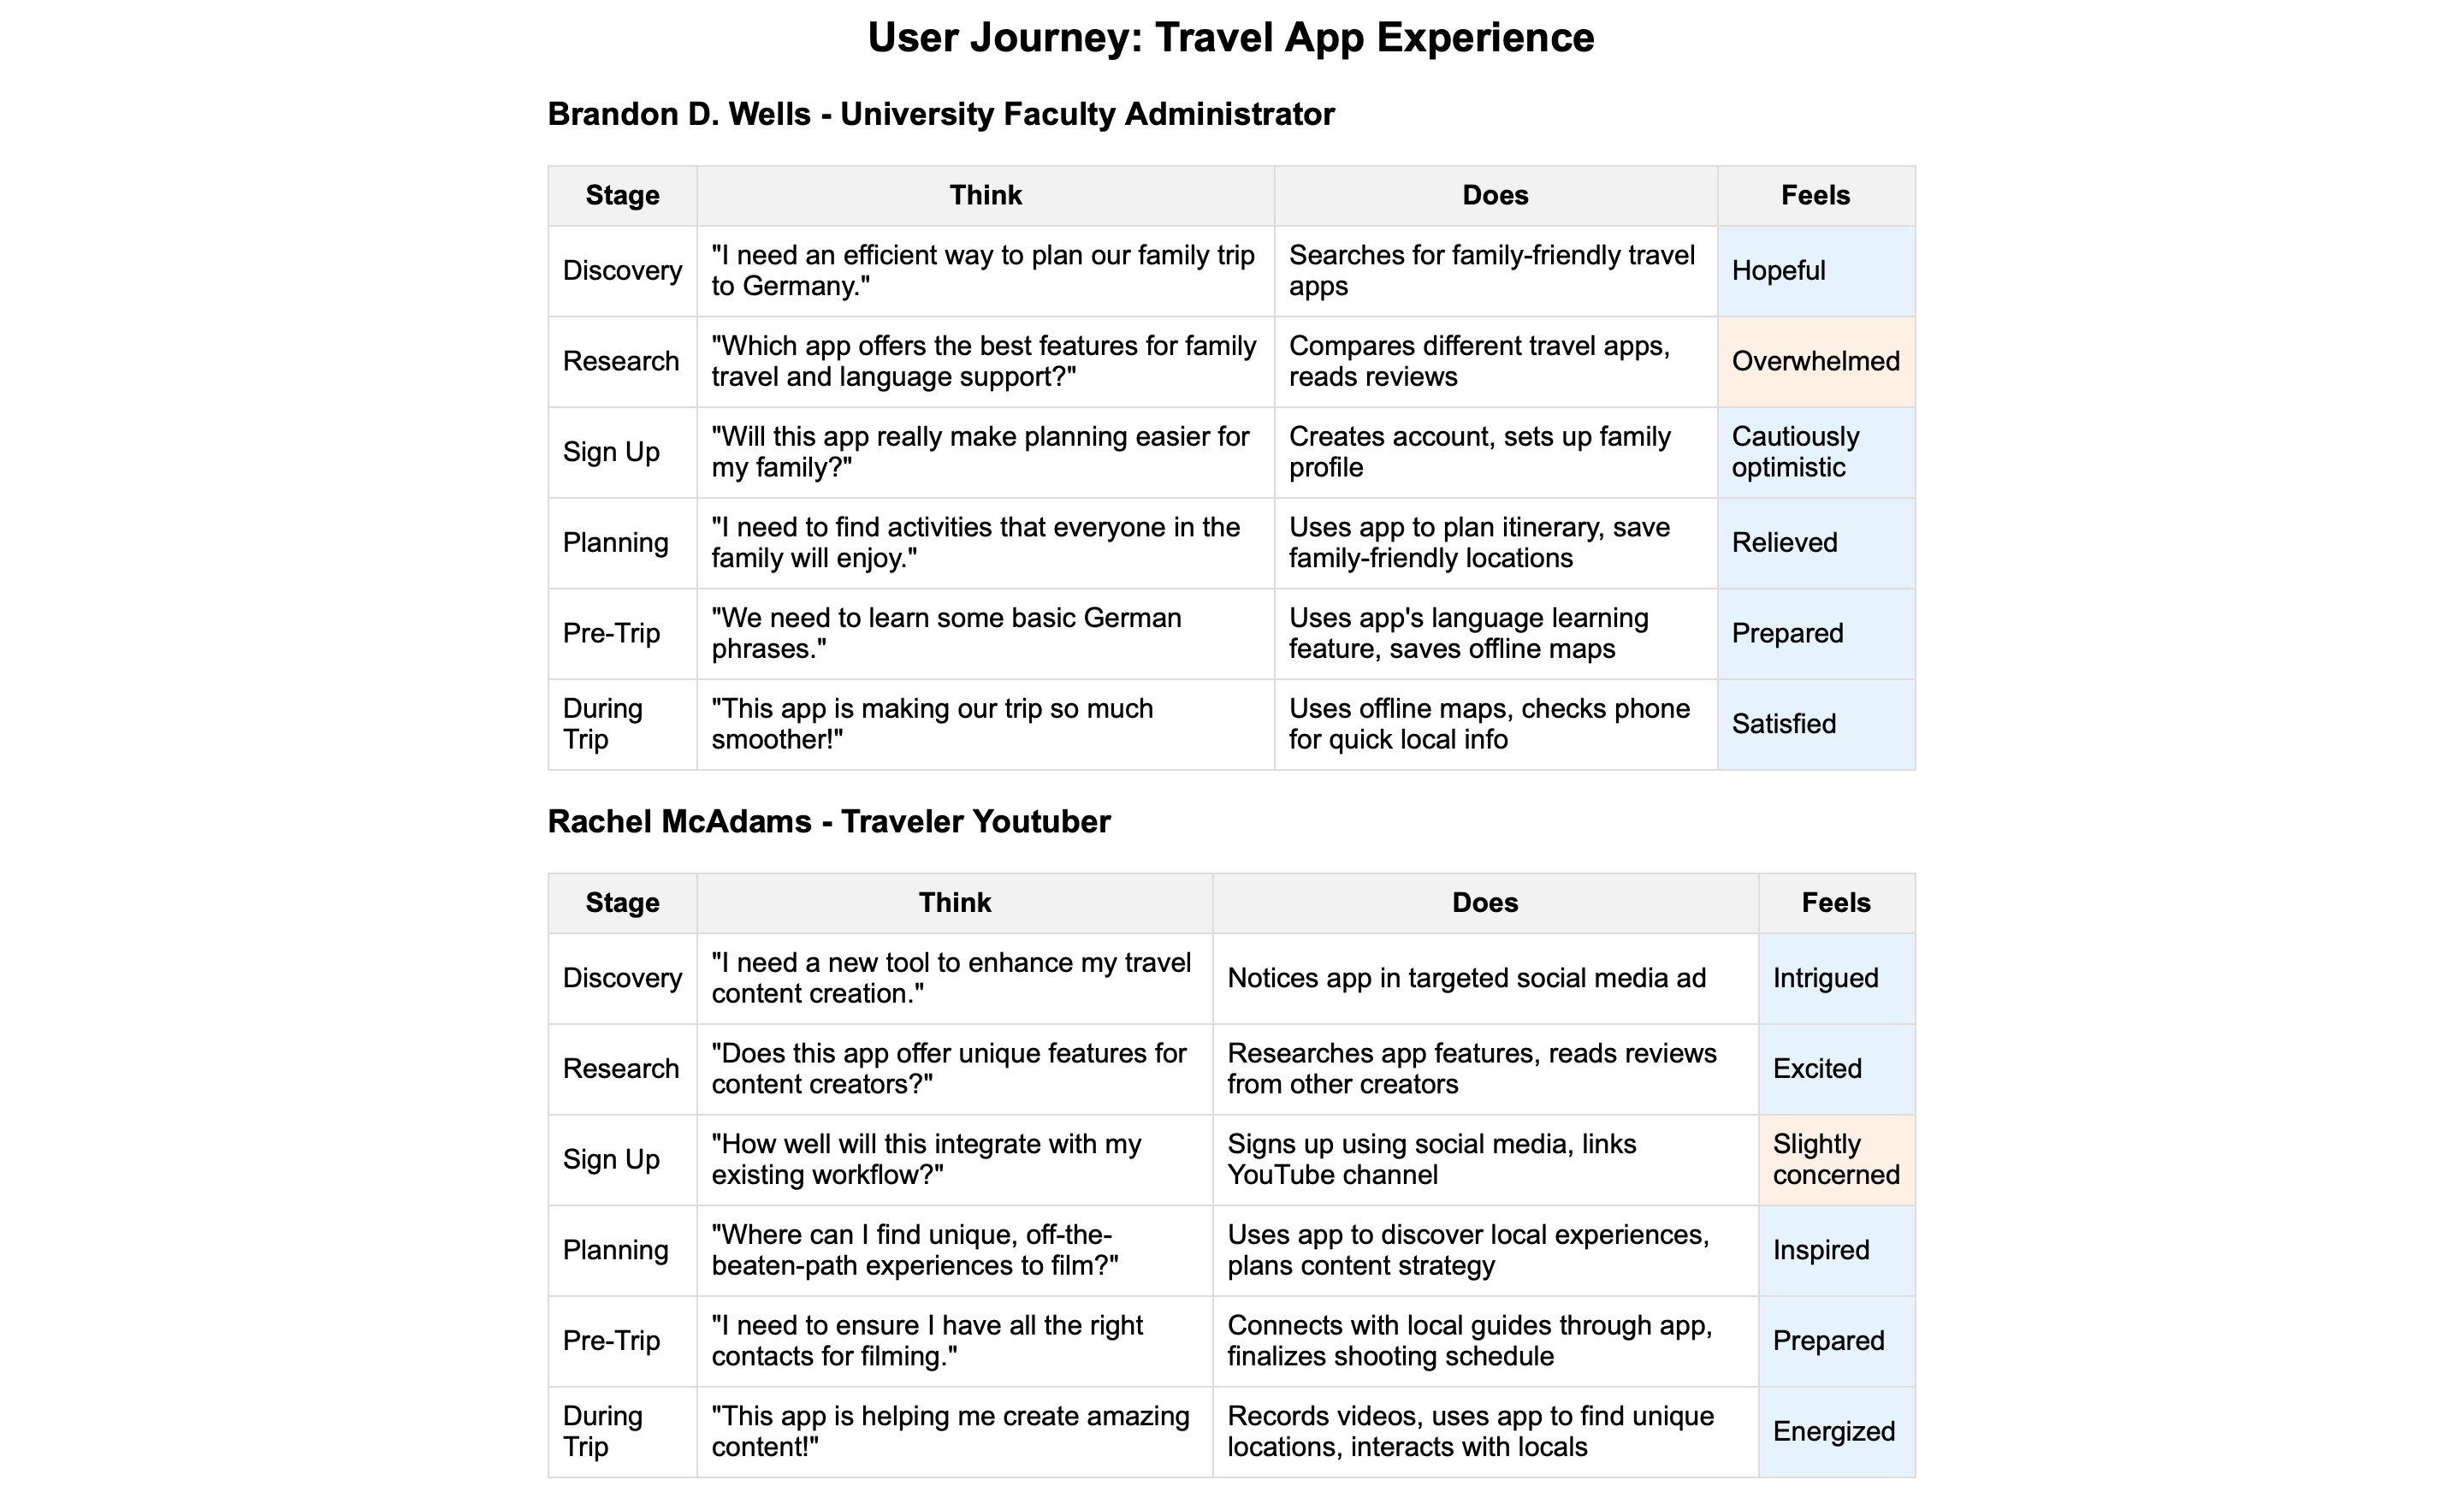 User Journey: Travel App Experience
Brandon D. Wells - University Faculty Administrator
Stage Think Does Feels
Discovery
"I need an efficient way to plan our family trip
to Germany."
Searches for family-friendly travel
apps
Hopeful
Research
"Which app offers the best features for family
travel and language support?"
Compares different travel apps,
reads reviews
Overwhelmed
Sign Up
"Will this app really make planning easier for
my family?"
Creates account, sets up family
profile
Cautiously
optimistic
Planning
"I need to find activities that everyone in the
family will enjoy."
Uses app to plan itinerary, save
family-friendly locations
Relieved
Pre-Trip
"We need to learn some basic German
phrases."
Uses app's language learning
feature, saves offline maps
Prepared
During
Trip
"This app is making our trip so much
smoother!"
Uses offline maps, checks phone
for quick local info
Satisfied
Rachel McAdams - Traveler Youtuber
Stage Think Does Feels
Discovery
"I need a new tool to enhance my travel
content creation."
Notices app in targeted social media ad
Intrigued
Research
"Does this app offer unique features for
content creators?"
Researches app features, reads reviews
from other creators
Excited
Sign Up
"How well will this integrate with my
existing workflow?"
Signs up using social media, links
YouTube channel
Slightly
concerned
Planning
"Where can I find unique, off-the-
beaten-path experiences to film?"
Uses app to discover local experiences,
plans content strategy
Inspired
Pre-Trip
"I need to ensure I have all the right
contacts for filming."
Connects with local guides through app,
finalizes shooting schedule
Prepared
During
Trip
"This app is helping me create amazing
content!"
Records videos, uses app to find unique
locations, interacts with locals
Energized